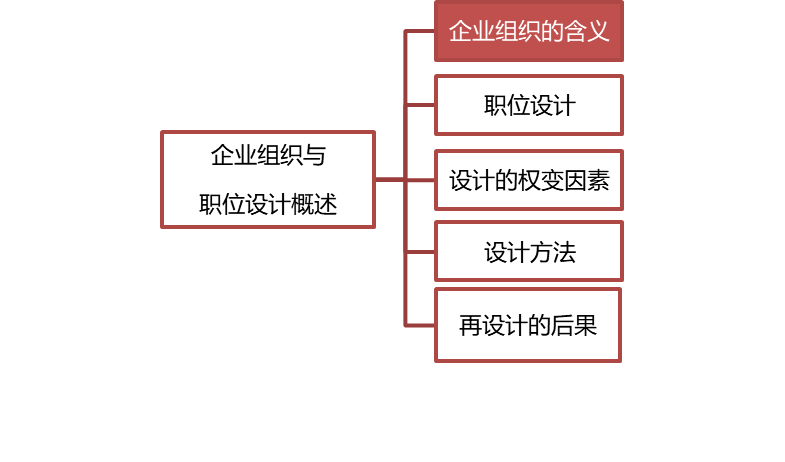 企业组织的含义
职位设计
企业组织与
职位设计概述
设计的权变因素
设计方法
再设计的后果